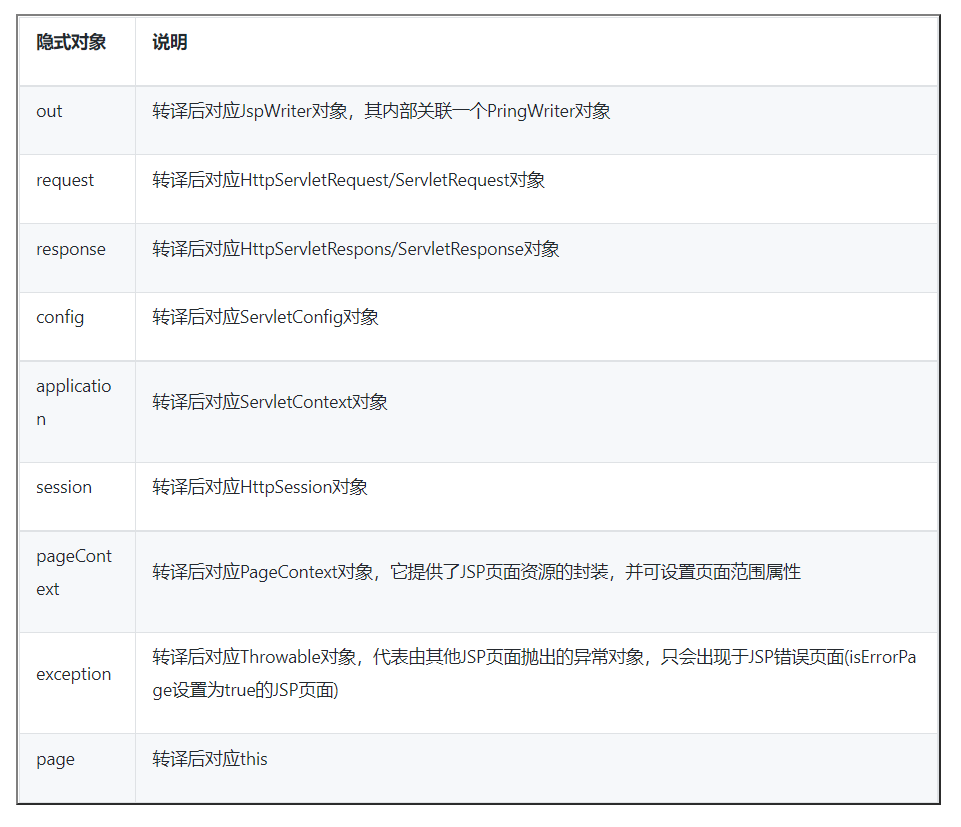 隐式对象 说明
out 转译后对应JspWriter对象，其内部关联一个PringWriter对象
request 转译后对应HttpServletRequest/ServletRequest对象
response 转译后对应HttpServletRespons/ServletResponse对象
config 转译后对应ServletConfig对象
applicatio
n
转译后对应ServletContext对象
session 转译后对应HttpSession对象
pageCont
ext
转译后对应PageContext对象，它提供了JSP页面资源的封装，并可设置页面范围属性
exception
转译后对应Throwable对象，代表由其他JSP页面抛出的异常对象，只会出现于JSP错误页面(isErrorPa
ge设置为true的JSP页面)
page 转译后对应this